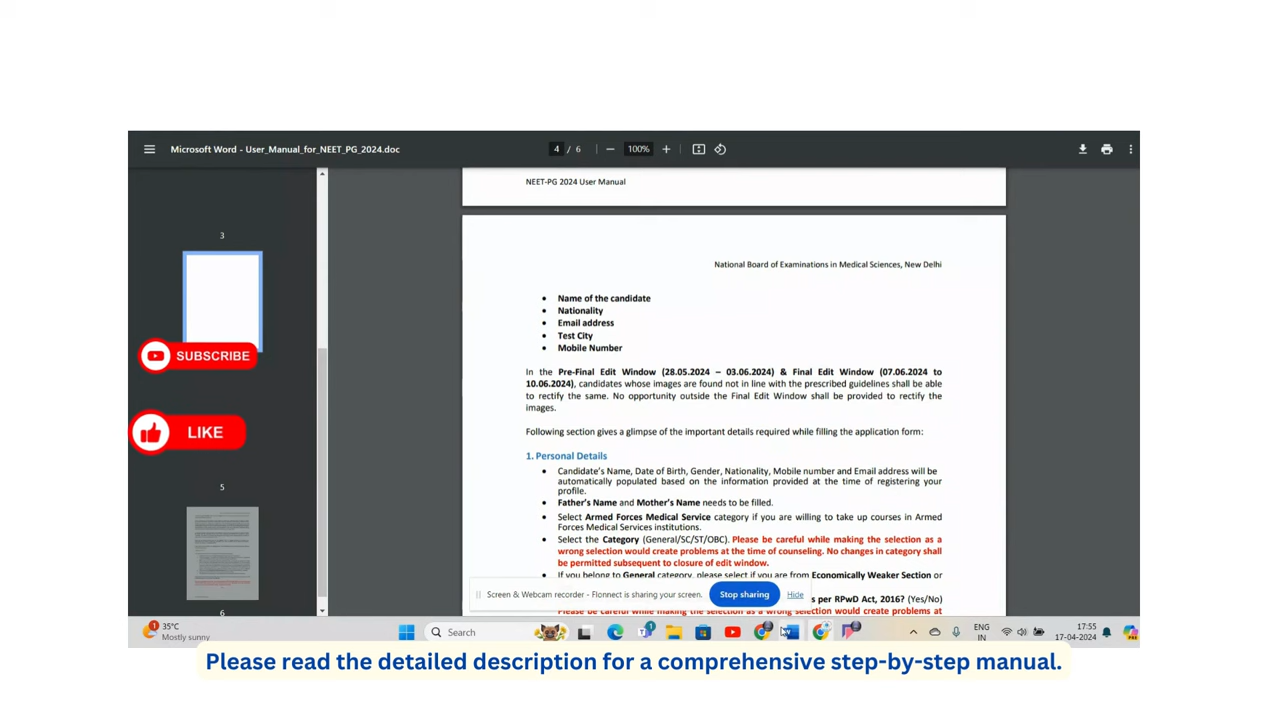 Microsoft Word - User_Manual_for_NEET_PG_2024.doc
4 / 6
100%
3
SUBSCRIBE
LIKE
5
6
NEET-PG 2024 User Manual
National Board of Examinations in Medical Sciences, New Delhi
• Name of the candidate
• Nationality
• Email address
• Test City
• Mobile Number
In the Pre-Final Edit Window (28.05.2024 – 03.06.2024) & Final Edit Window (07.06.2024 to
10.06.2024), candidates whose images are found not in line with the prescribed guidelines shall be able
to rectify the same. No opportunity outside the Final Edit Window shall be provided to rectify the
images.
Following section gives a glimpse of the important details required while filling the application form:
1. Personal Details
• Candidate's Name, Date of Birth, Gender, Nationality, Mobile number and Email address will be
automatically populated based on the information provided at the time of registering your
profile.
• Father's Name and Mother's Name needs to be filled.
• Select Armed Forces Medical Service category if you are willing to take up courses in Armed
Forces Medical Services institutions.
• Select the Category (General/SC/ST/OBC). Please be careful while making the selection as a
wrong selection would create problems at the time of counseling. No changes in category shall
be permitted subsequent to closure of edit window.
• If you belong to General category, please select if you are from Economically Weaker Section or
s per RPwD Act, 2016? (Yes/No)
Please be careful while making the selection as a wrong selection would create problems at
Screen & Webcam recorder - Flonnect is sharing your screen.
Stop sharing
Hide
1
35°C
Mostly sunny
Search
ENG
IN
17:55
17-04-2024
Please read the detailed description for a comprehensive step-by-step manual.